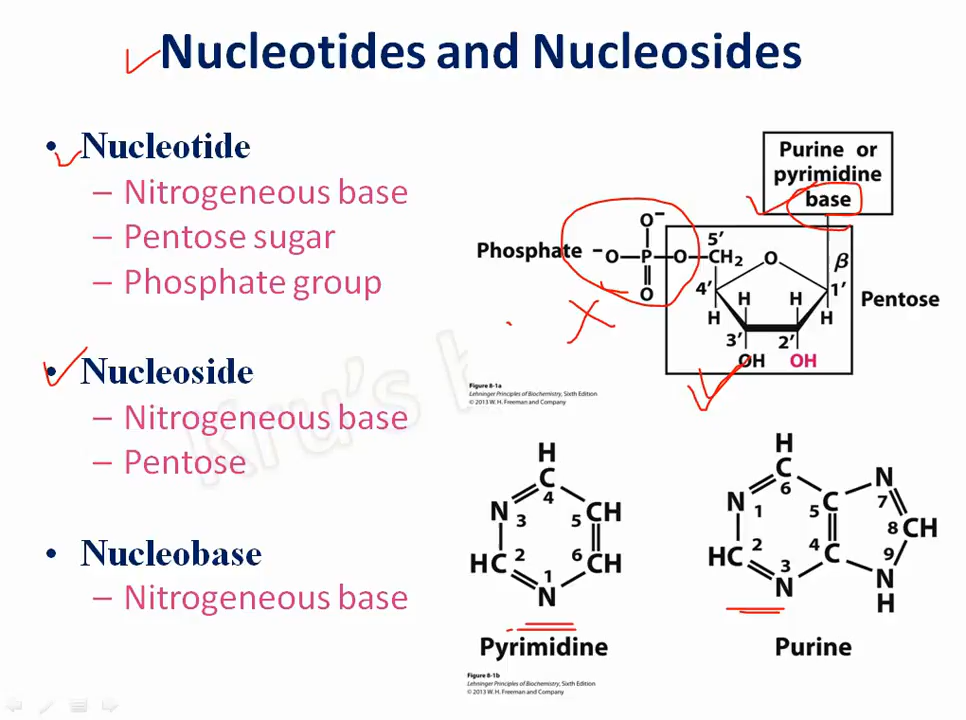 Nucleotides and Nucleosides
• Nucleotide
– Nitrogeneous base
– Pentose sugar
– Phosphate group
• Nucleoside
– Nitrogeneous base
– Pentose
• Nucleobase
– Nitrogeneous base
Purine or
pyrimidine
base
Phosphate
O–
–O—P—O—CH2
O
5′
O
β
4′
1′
H
H
H
H
3′
2′
OH
OH
Pentose
Figure 8-1a
Lehninger Principles of Biochemistry, Sixth Edition
© 2013 W. H. Freeman and Company
Kru's
H
C
4
N
3
5
CH
HC
2
6
CH
1
N
Pyrimidine
H
C
6
N
1
5
C
N
7
HC
2
4
C
8
CH
3
N
9
N
H
Purine
Figure 8-1b
Lehninger Principles of Biochemistry, Sixth Edition
© 2013 W. H. Freeman and Company